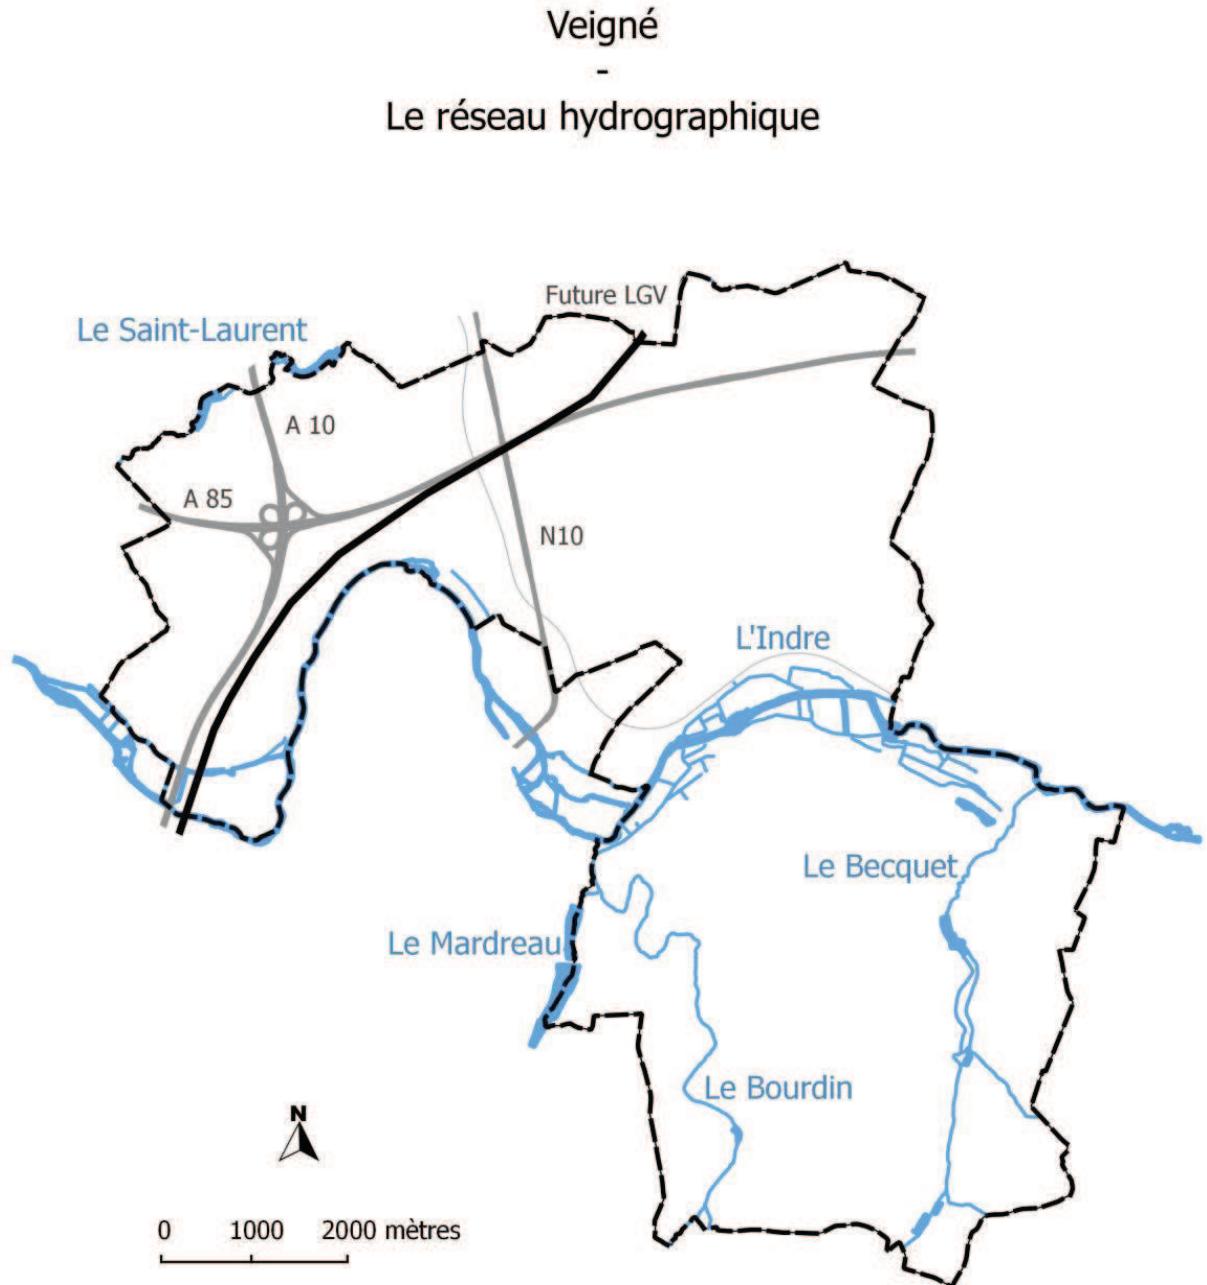 Veigné
-
Le réseau hydrographique
Future LGV
Le Saint-Laurent
A 10
A 85
N10
L'Indre
Le Becquet
Le Mardreau
Le Bourdin
N
0 1000 2000 mètres